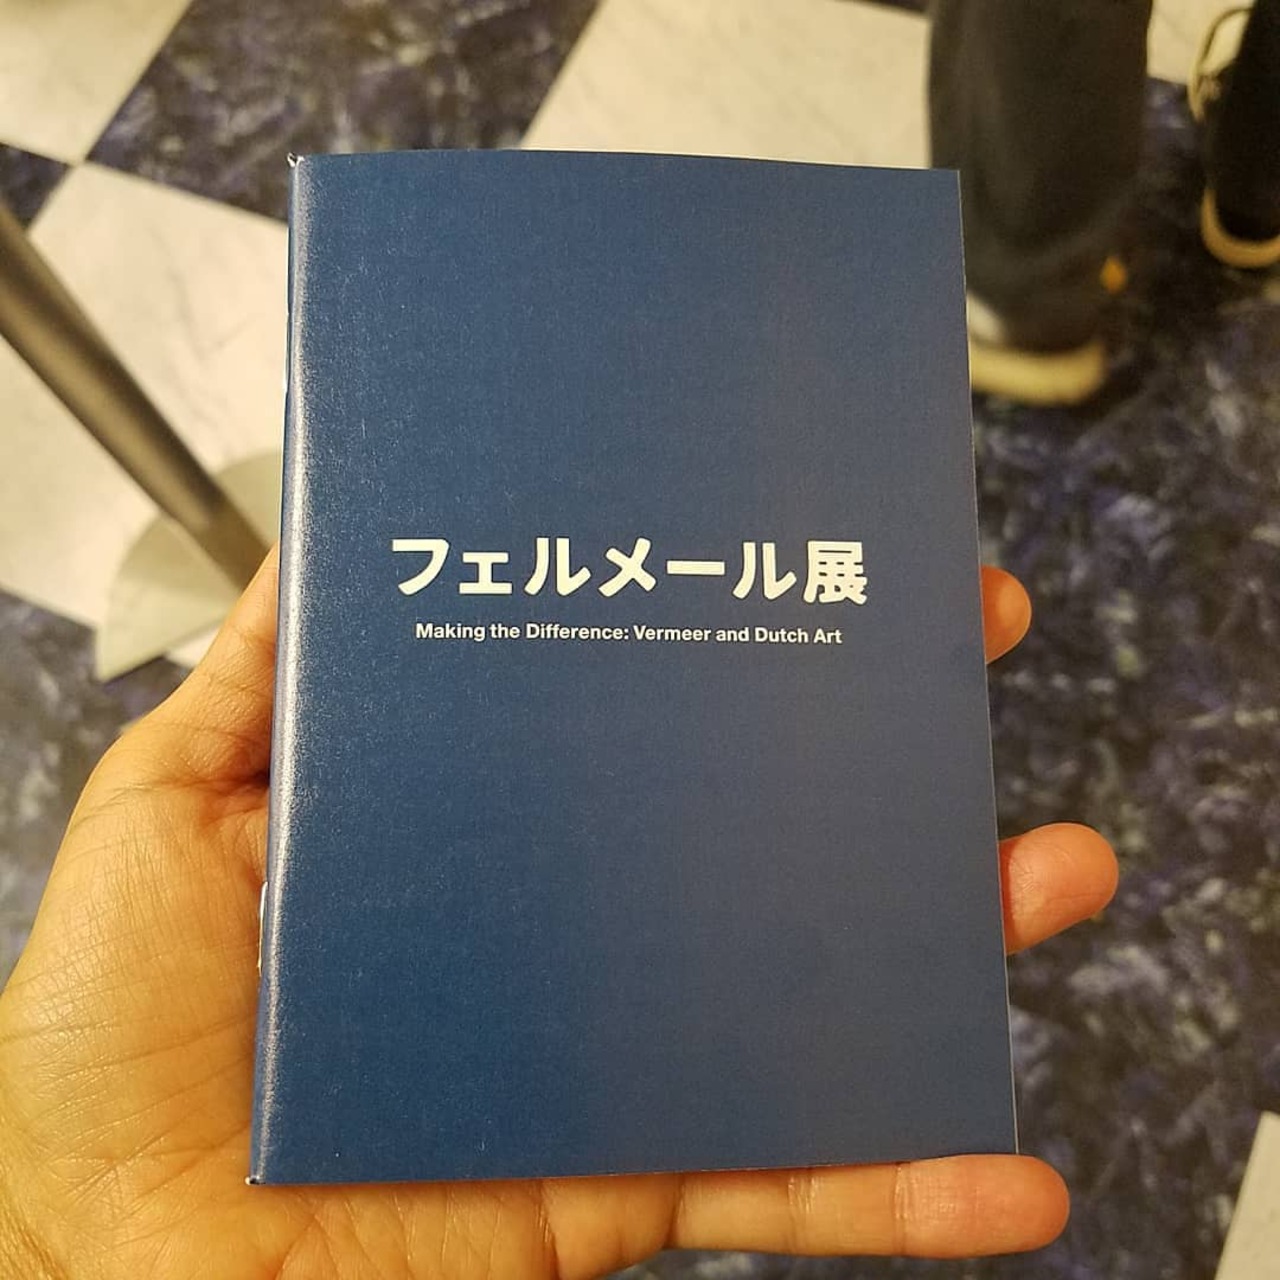 フェルメール展
Making the Difference: Vermeer and Dutch Art